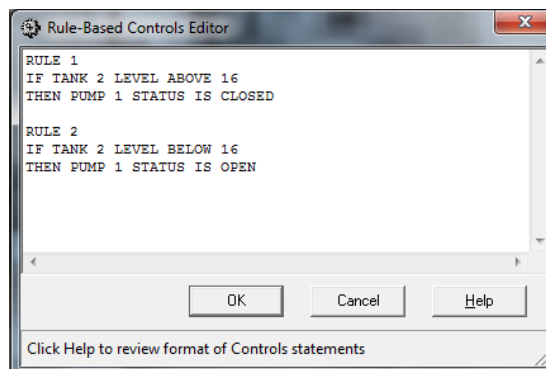 Rule-Based Controls Editor
RULE 1
IF TANK 2 LEVEL ABOVE 16
THEN PUMP 1 STATUS IS CLOSED
RULE 2
IF TANK 2 LEVEL BELOW 16
THEN PUMP 1 STATUS IS OPEN
OK Cancel Help
Click Help to review format of Controls statements